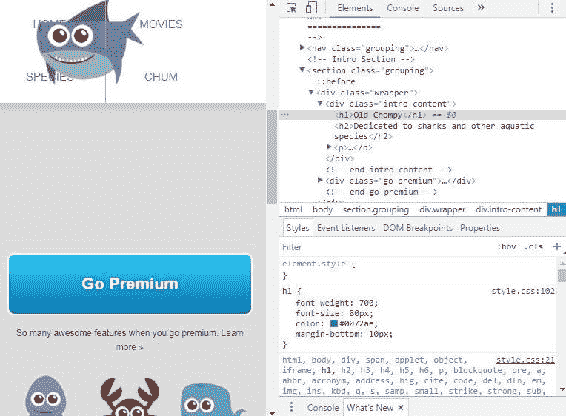 HOME MOVIES
SPECIES CHUM
Go Premium
So many awesome features when you go premium. Learn
more »
Elements Console Sources »
==============
-->
<nav class="grouping">…</nav>
<!-- Intro Section -->
<section class="grouping">
::before
<div class="wrapper">
<div class="intro-content">
<h1>Old Chompy</h1> == $0
<h2>Dedicated to sharks and other aquatic
species</h2>
<p>…</p>
</div>
<!-- end intro content -->
<div class="go premium">…</div>
<!-- end go premium -->
html body section.grouping div.wrapper div.intro-content h1
Styles Event Listeners DOM Breakpoints Properties
Filter :hov .cls +
element.style {
}
h1 { style.css:102
font-weight: 700;
font-size: 80px;
color: #0072ae;
margin-bottom: 10px;
}
html, body, div, span, applet, object, style.css:21
iframe, h1, h2, h3, h4, h5, h6, p, blockquote, pre, a,
abbr, acronym, address, big, cite, code, del, dfn, em,
img, ins, kbd, q, s, samp, small, strike, strong, sub,
Console What's New ×